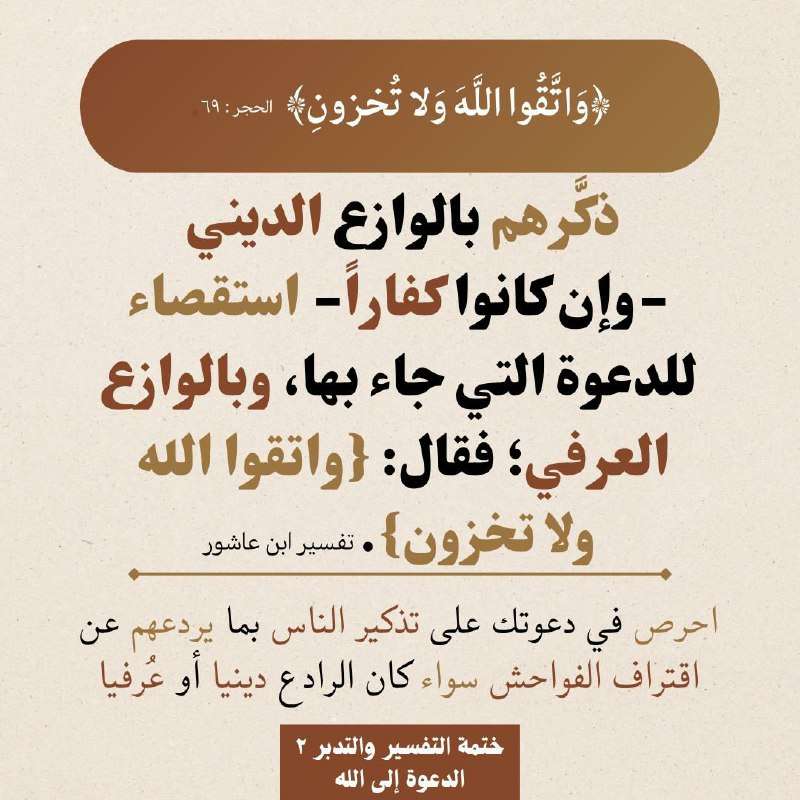 ﴿وَاتَّقُوا اللَّهَ وَلا تُخزونِ﴾ الحجر: ٦٩
ذكَّرهم بالوازع الديني
-وإن كانوا كفاراً- استقصاء
للدعوة التي جاء بها، وبالوازع
العرفي؛ فقال: {واتقوا الله
ولا تخزون}. تفسير ابن عاشور
احرص في دعوتك على تذكير الناس بما يردعهم عن
اقتراف الفواحش سواء كان الرادع دينيا أو عُرفيا
ختمة التفسير والتدبر ٢
الدعوة إلى الله